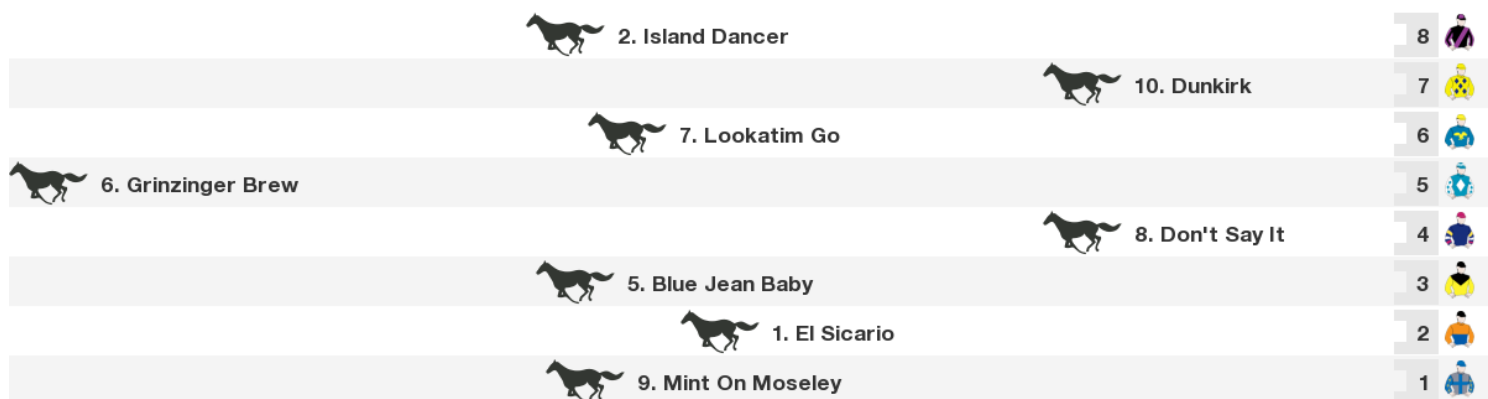 2. Island Dancer 8
10. Dunkirk 7
7. Lookatim Go 6
6. Grinzinger Brew 5
8. Don't Say It 4
5. Blue Jean Baby 3
1. El Sicario 2
9. Mint On Moseley 1